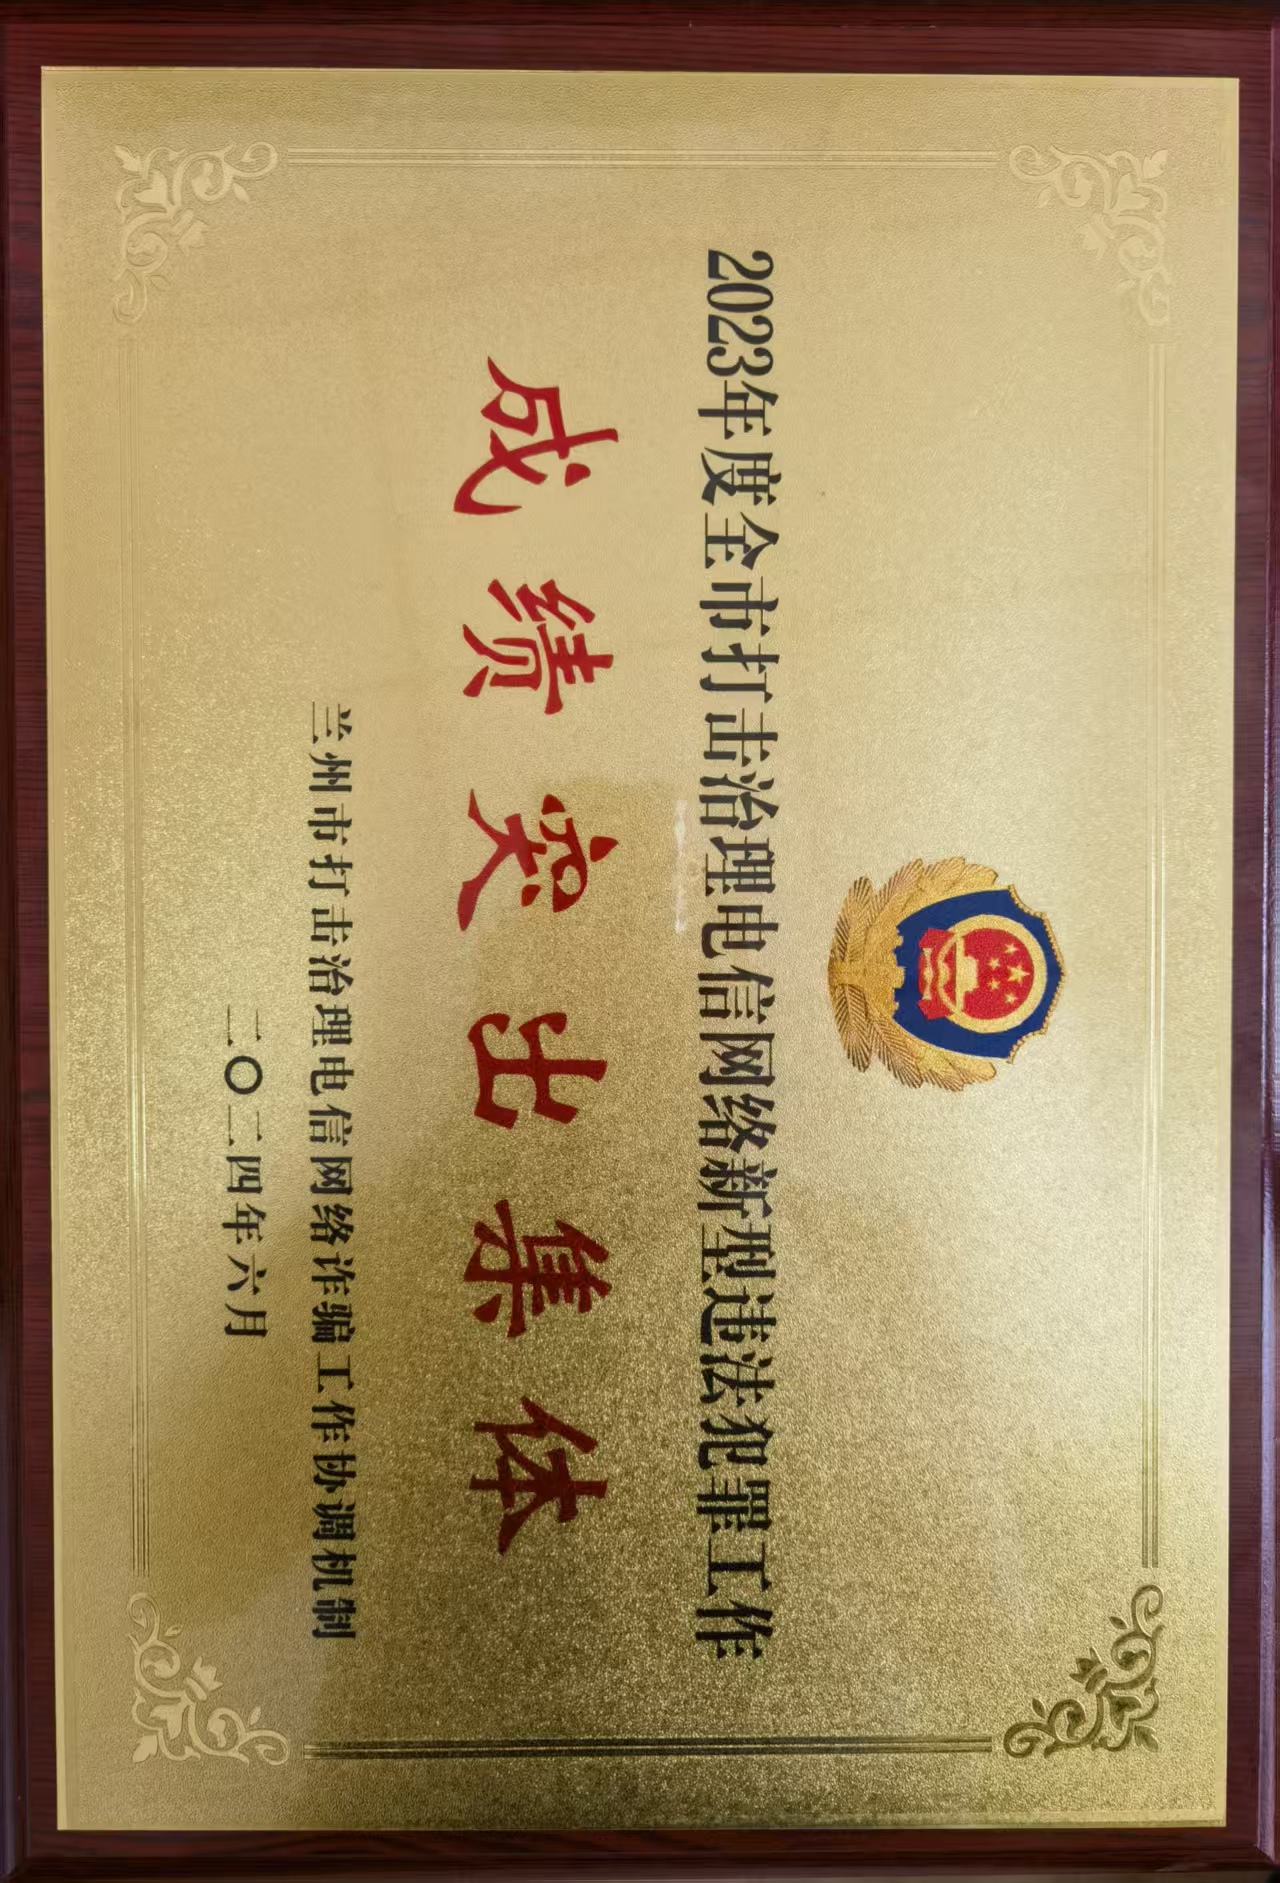 2023年度全市打击治理电信网络新型违法犯罪工作
成绩突出集体
兰州市打击治理电信网络诈骗工作协调机制
二〇二四年六月